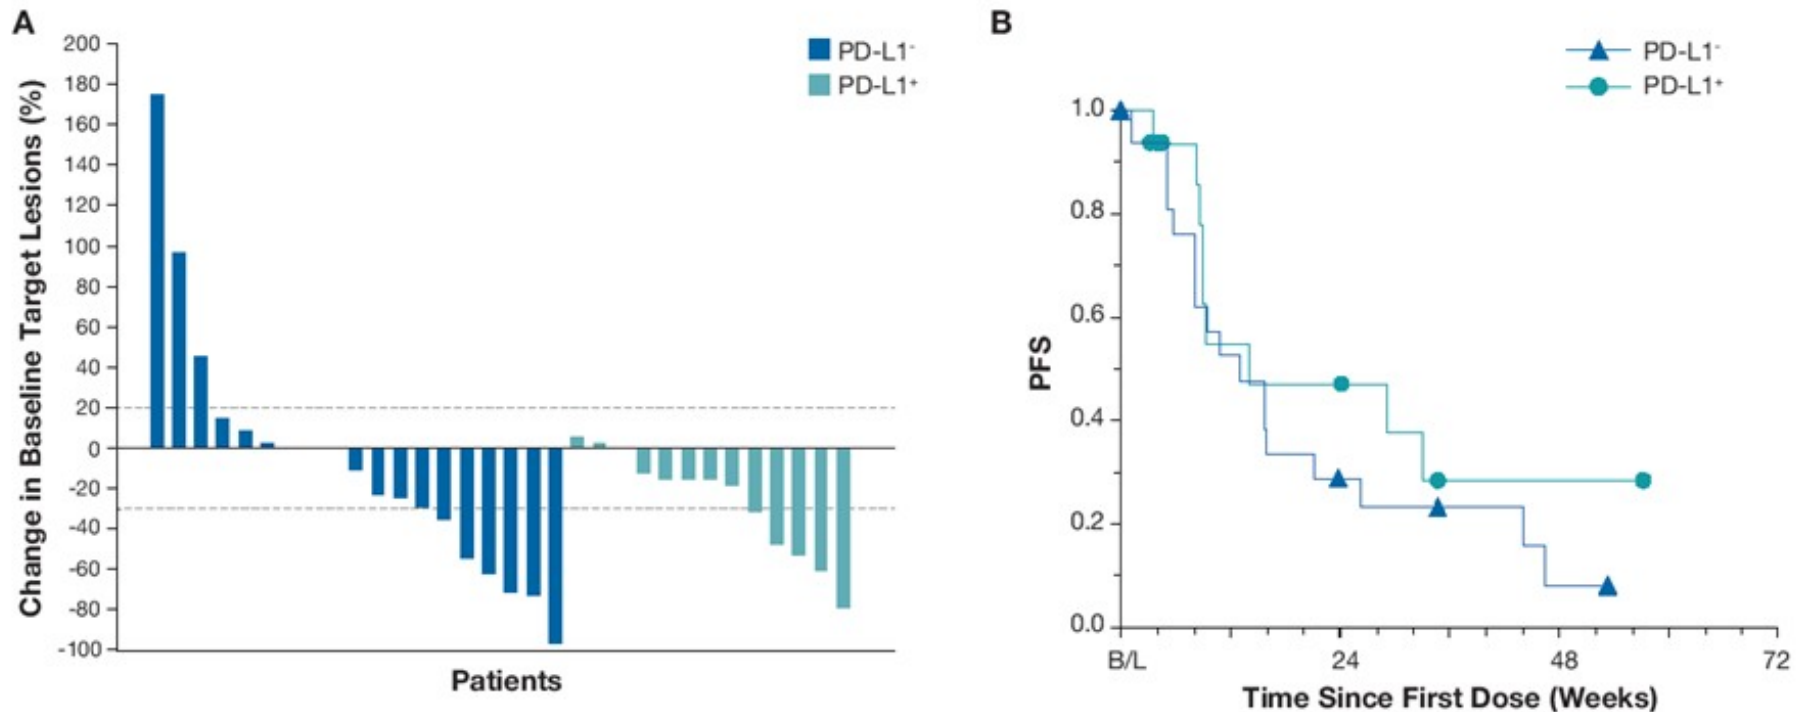 A
Change in Baseline Target Lesions (%)
200
180
160
140
120
100
80
60
40
20
0
-20
-40
-60
-80
-100
PD-L1-
PD-L1+
Patients
B
PD-L1-
PD-L1+
PFS
1.0
0.8
0.6
0.4
0.2
0.0
B/L 24 48 72
Time Since First Dose (Weeks)